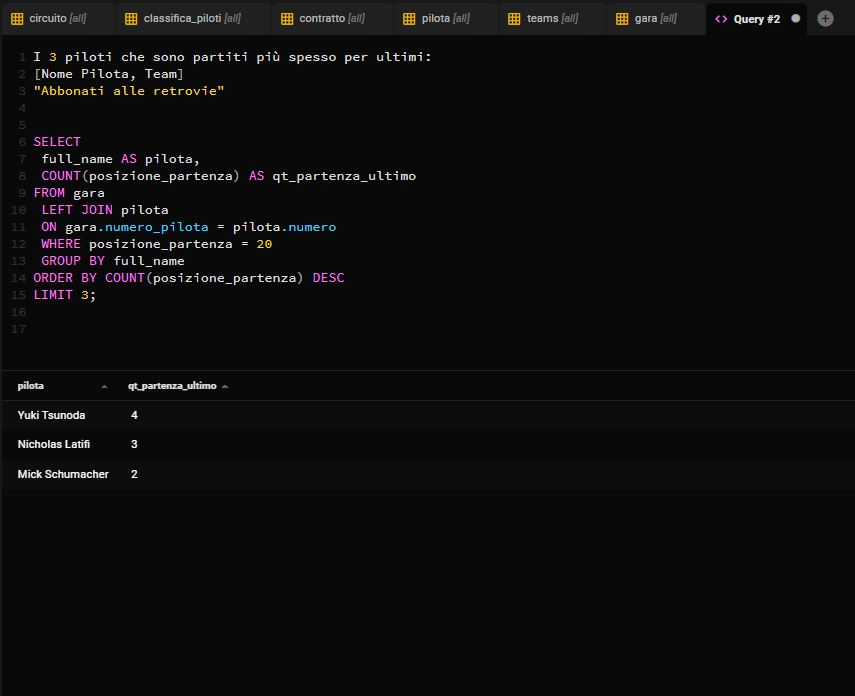 circuito [all] classifica_piloti [all] contratto [all] pilota [all] teams [all] gara [all] <> Query #2
1 I 3 piloti che sono partiti più spesso per ultimi:
2 [Nome Pilota, Team]
3 "Abbonati alle retrovie"
4
5
6 SELECT
7 full_name AS pilota,
8 COUNT(posizione_partenza) AS qt_partenza_ultimo
9 FROM gara
10 LEFT JOIN pilota
11 ON gara.numero_pilota = pilota.numero
12 WHERE posizione_partenza = 20
13 GROUP BY full_name
14 ORDER BY COUNT(posizione_partenza) DESC
15 LIMIT 3;
16
17
pilota qt_partenza_ultimo
Yuki Tsunoda 4
Nicholas Latifi 3
Mick Schumacher 2